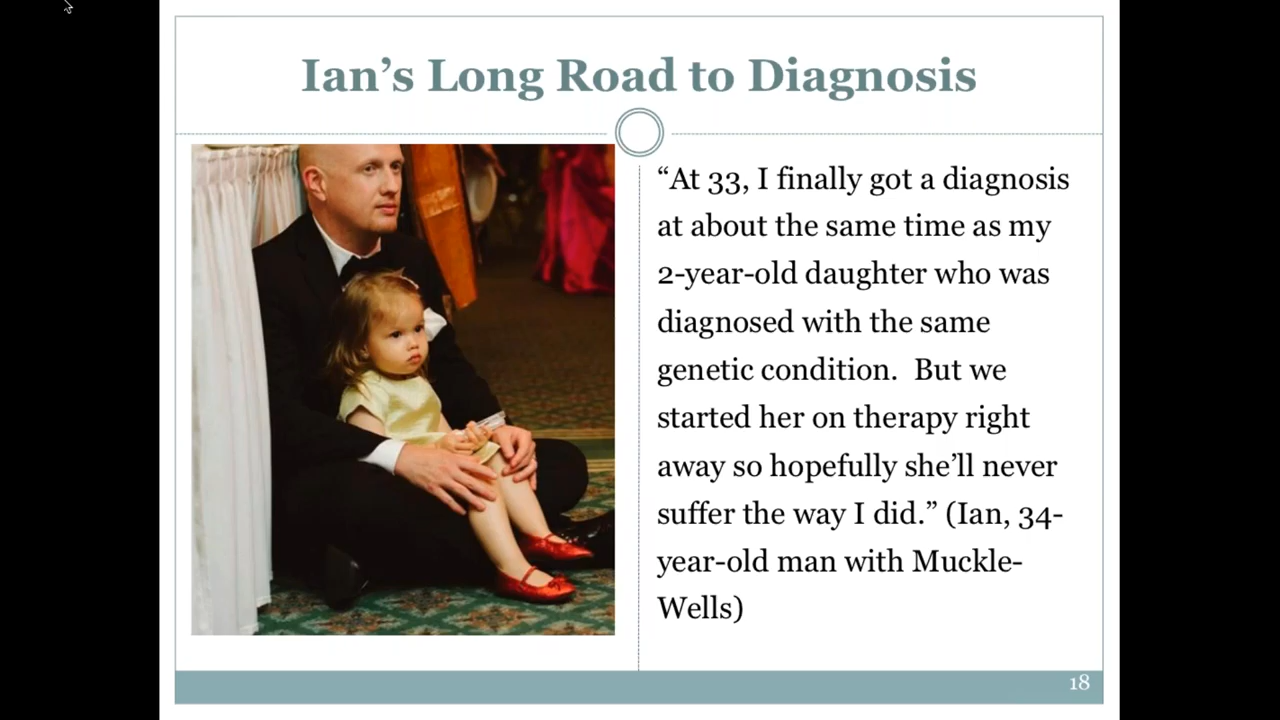 Ian’s Long Road to Diagnosis
“At 33, I finally got a diagnosis
at about the same time as my
2-year-old daughter who was
diagnosed with the same
genetic condition.  But we
started her on therapy right
away so hopefully she’ll never
suffer the way I did.” (Ian, 34-
year-old man with Muckle-
Wells)
18